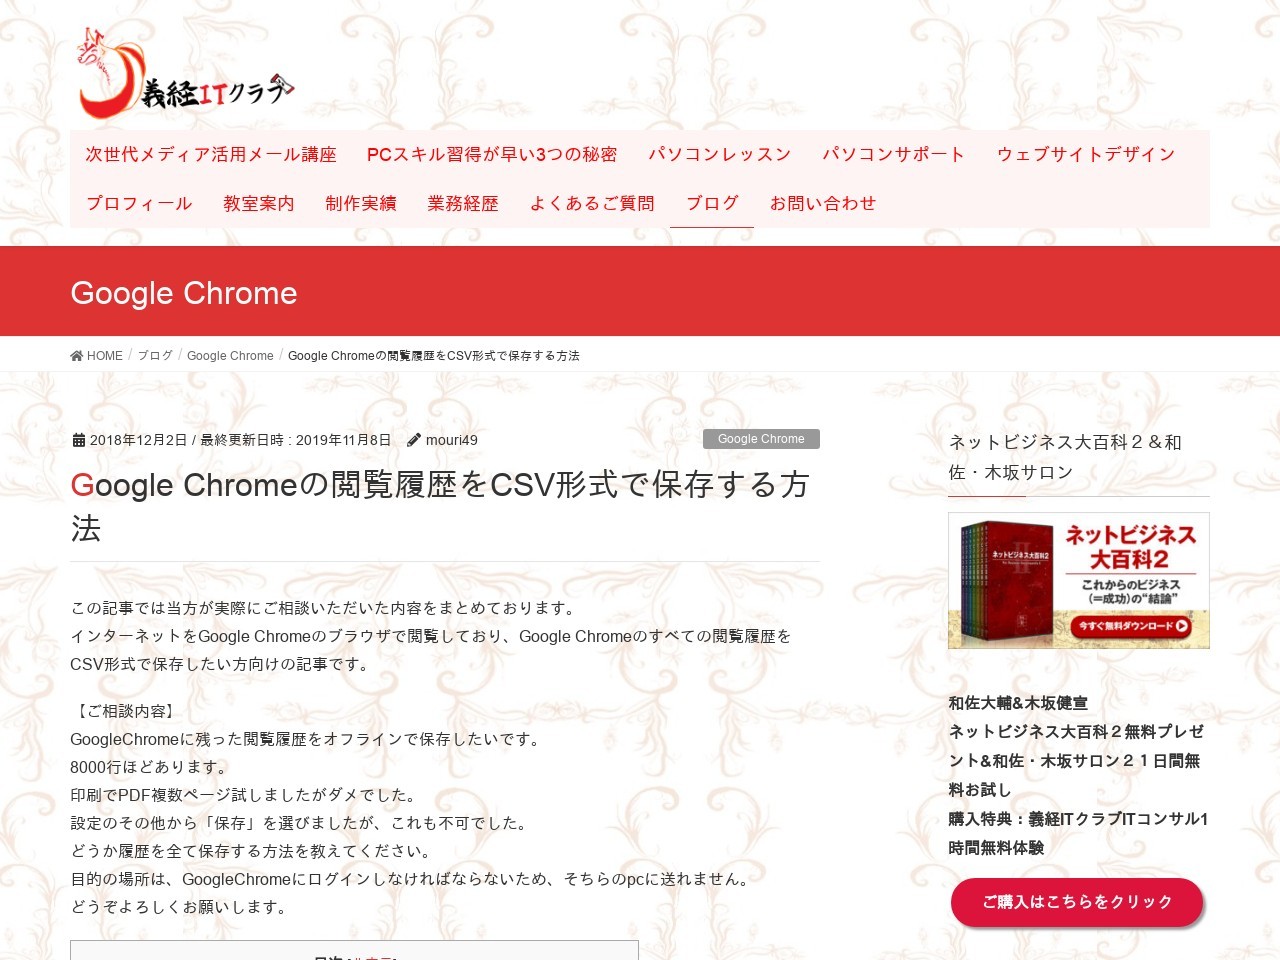 義経ITクラブ
次世代メディア活用メール講座 PCスキル習得が早い3つの秘密 パソコンレッスン パソコンサポート ウェブサイトデザイン
プロフィール 教室案内 制作実績 業務経歴 よくあるご質問 ブログ お問い合わせ
Google Chrome
HOME / ブログ / Google Chrome / Google Chromeの閲覧履歴をCSV形式で保存する方法
2018年12月2日 / 最終更新日時 : 2019年11月8日 mouri49 Google Chrome
Google Chromeの閲覧履歴をCSV形式で保存する方
法
この記事では当方が実際にご相談いただいた内容をまとめております。
インターネットをGoogle Chromeのブラウザで閲覧しており、Google Chromeのすべての閲覧履歴を
CSV形式で保存したい方向けの記事です。
【ご相談内容】
GoogleChromeに残った閲覧履歴をオフラインで保存したいです。
8000行ほどあります。
印刷でPDF複数ページ試しましたがダメでした。
設定のその他から「保存」を選びましたが、これも不可でした。
どうか履歴を全て保存する方法を教えてください。
目的の場所は、GoogleChromeにログインしなければならないため、そちらのpcに送れません。
どうぞよろしくお願いします。
ネットビジネス大百科２＆和
佐・木坂サロン
ネットビジネス大百科2
II
ネットビジネス
大百科2
これからのビジネス
（=成功）の“結論”
今すぐ無料ダウンロード
和佐大輔&木坂健宣
ネットビジネス大百科２無料プレゼ
ント&和佐・木坂サロン２１日間無
料お試し
購入特典：義経ITクラブITコンサル1
時間無料体験
ご購入はこちらをクリック